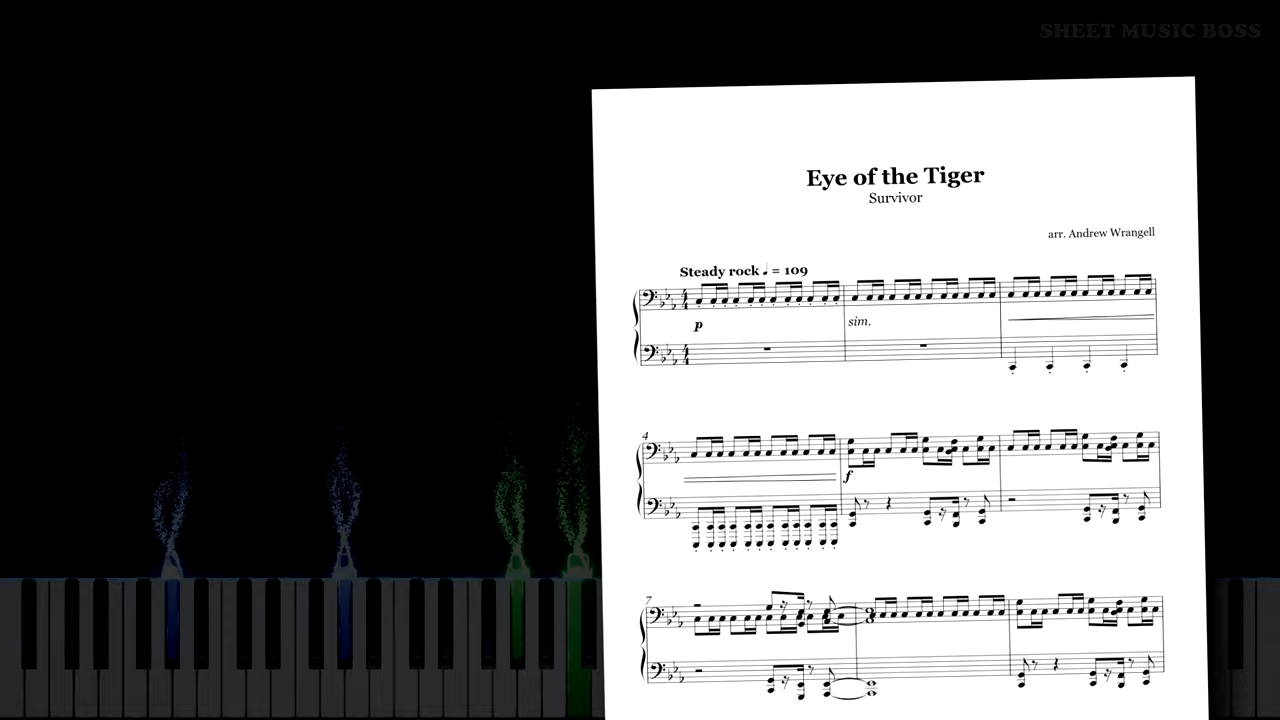 SHEET MUSIC BOSS
Eye of the Tiger
Survivor
arr. Andrew Wrangell
Steady rock ♩ = 109
p
sim.
4
f
7